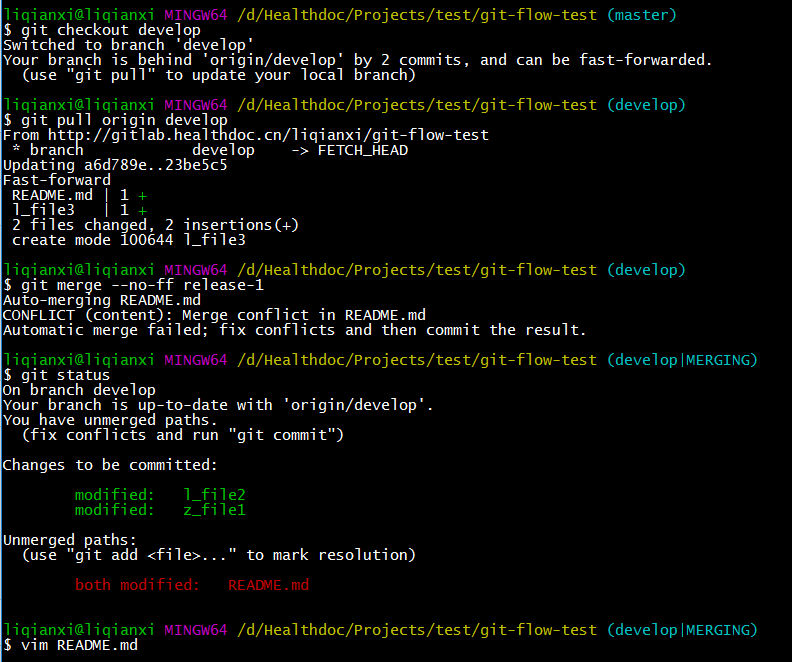 liqianxi@liqianxi MINGW64 /d/Healthdoc/Projects/test/git-flow-test (master)
$ git checkout develop
Switched to branch 'develop'
Your branch is behind 'origin/develop' by 2 commits, and can be fast-forwarded.
  (use "git pull" to update your local branch)

liqianxi@liqianxi MINGW64 /d/Healthdoc/Projects/test/git-flow-test (develop)
$ git pull origin develop
From http://gitlab.healthdoc.cn/liqianxi/git-flow-test
 * branch            develop    -> FETCH_HEAD
Updating a6d789e..23be5c5
Fast-forward
 README.md | 1 +
 l_file3   | 1 +
 2 files changed, 2 insertions(+)
 create mode 100644 l_file3

liqianxi@liqianxi MINGW64 /d/Healthdoc/Projects/test/git-flow-test (develop)
$ git merge --no-ff release-1
Auto-merging README.md
CONFLICT (content): Merge conflict in README.md
Automatic merge failed; fix conflicts and then commit the result.

liqianxi@liqianxi MINGW64 /d/Healthdoc/Projects/test/git-flow-test (develop|MERGING)
$ git status
On branch develop
Your branch is up-to-date with 'origin/develop'.
You have unmerged paths.
  (fix conflicts and run "git commit")

Changes to be committed:

        modified:   l_file2
        modified:   z_file1

Unmerged paths:
  (use "git add <file>..." to mark resolution)

        both modified:   README.md


liqianxi@liqianxi MINGW64 /d/Healthdoc/Projects/test/git-flow-test (develop|MERGING)
$ vim README.md